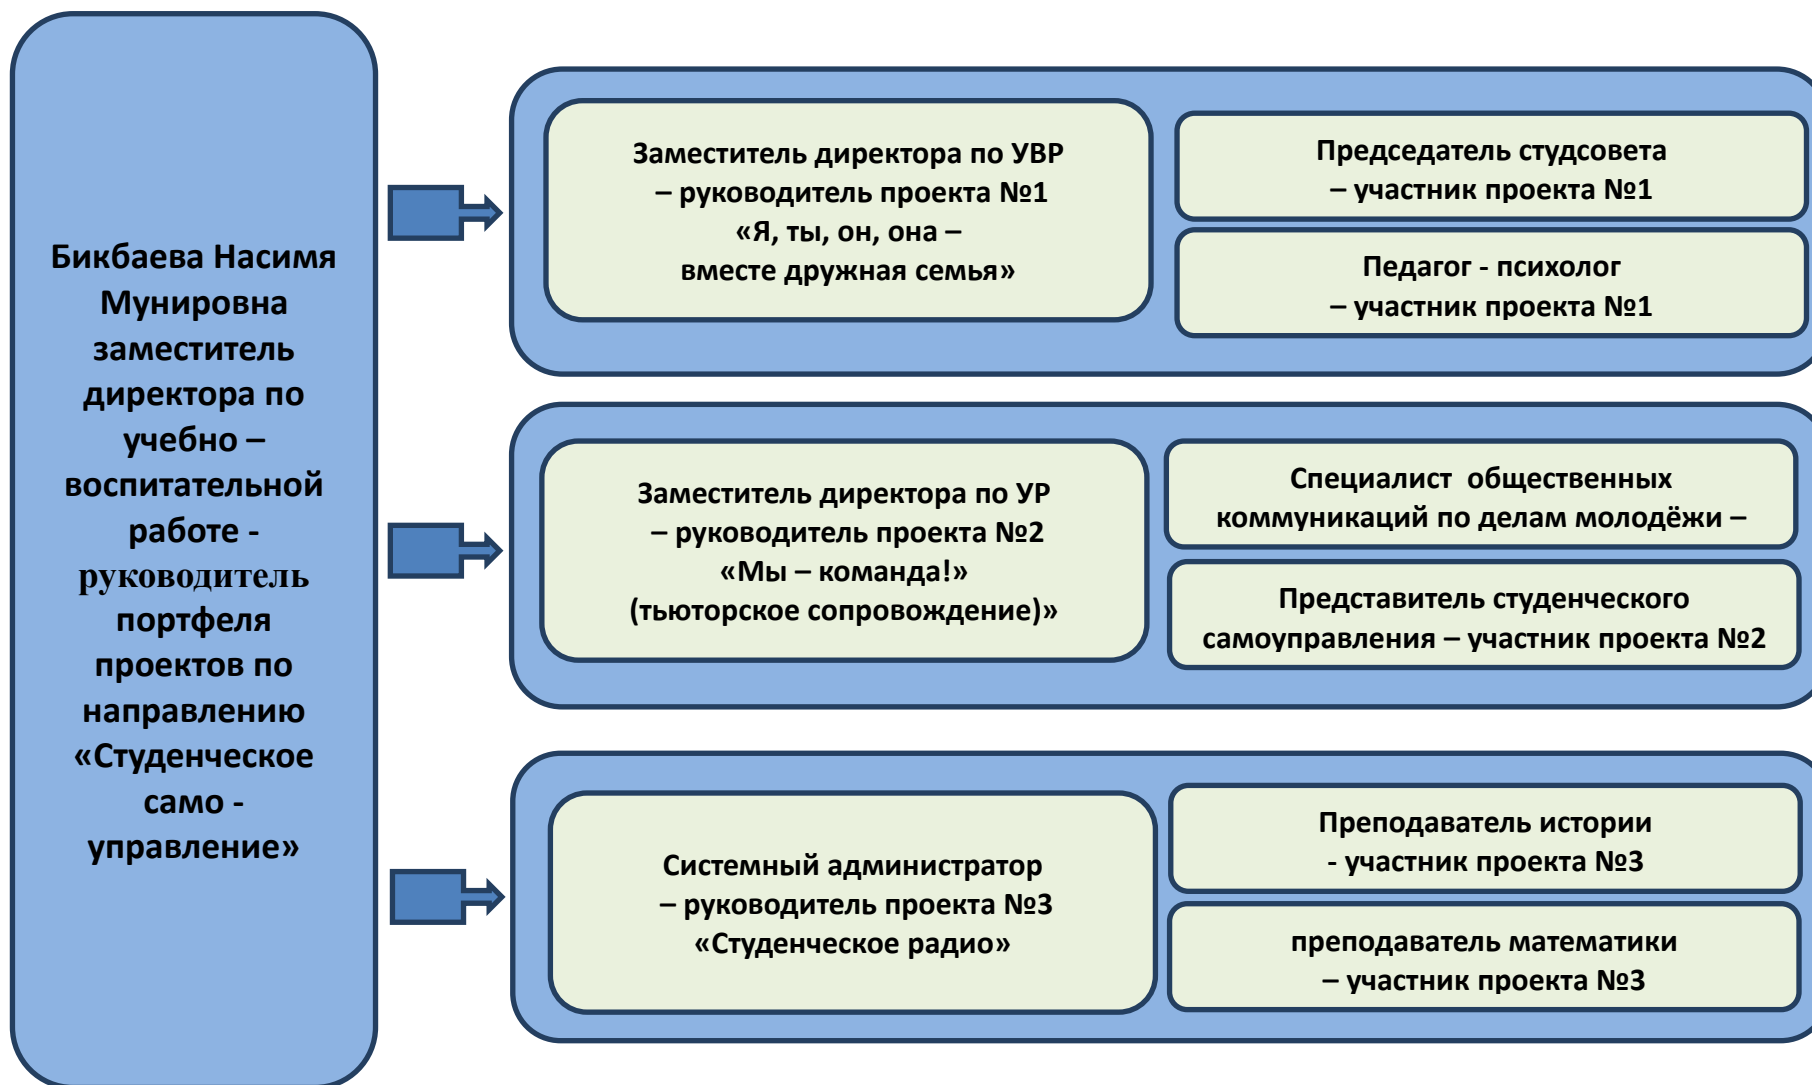 Бикбаева Насимя
Мунировна
заместитель
директора по
учебно –
воспитательной
работе -
руководитель
портфеля
проектов по
направлению
«Студенческое
само -
управление»
Заместитель директора по УВР
– руководитель проекта №1
«Я, ты, он, она –
вместе дружная семья»
Председатель студсовета
– участник проекта №1
Педагог - психолог
– участник проекта №1
Заместитель директора по УР
– руководитель проекта №2
«Мы – команда!»
(тьюторское сопровождение)»
Специалист общественных
коммуникаций по делам молодёжи –
Представитель студенческого
самоуправления – участник проекта №2
Системный администратор
– руководитель проекта №3
«Студенческое радио»
Преподаватель истории
- участник проекта №3
преподаватель математики
– участник проекта №3